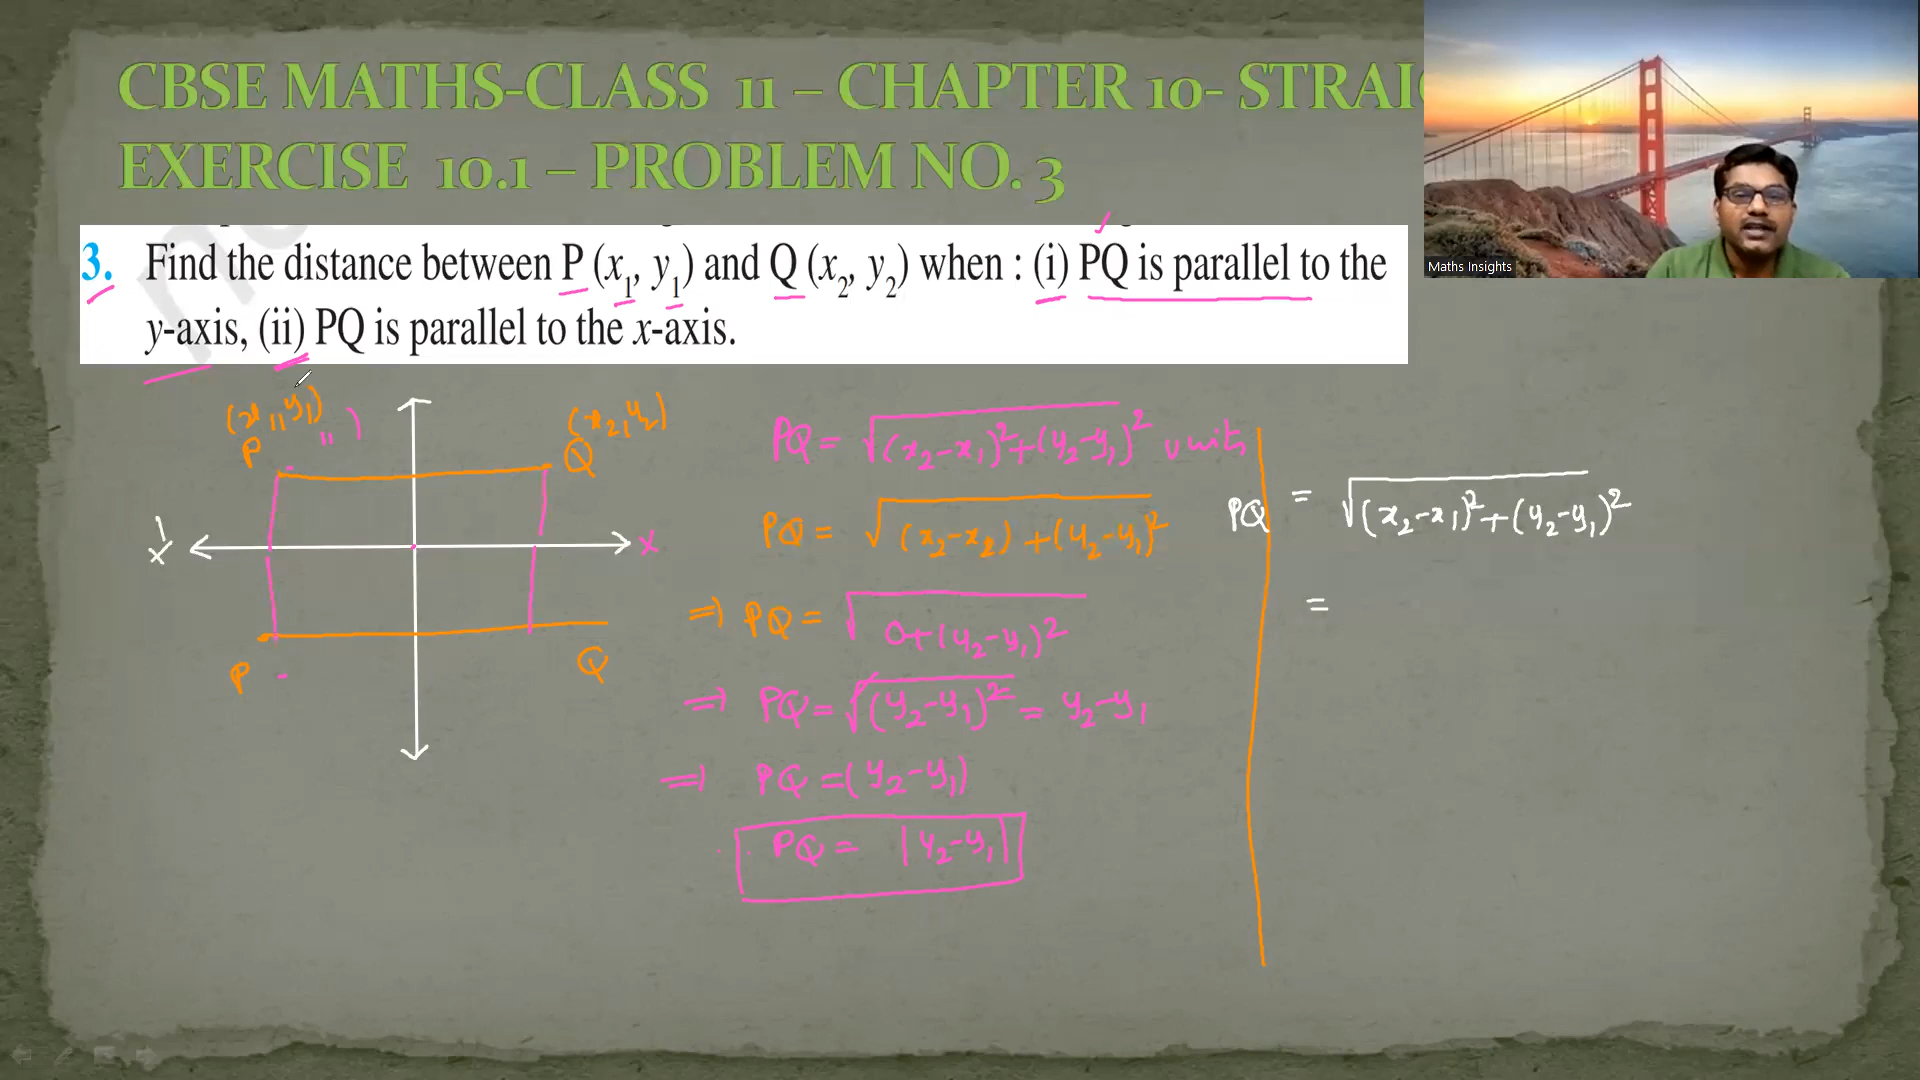 CBSE MATHS-CLASS 11 – CHAPTER 10- STRAI
EXERCISE 10.1 – PROBLEM NO. 3
Maths Insights
3. Find the distance between P (x₁, y₁) and Q (x₂, y₂) when : (i) PQ is parallel to the
y-axis, (ii) PQ is parallel to the x-axis.
(x₁, y₁)
P
(x₂, y₂)
Q
X'
X
P
Q
PQ = √(x₂-x₁)²+(y₂-y₁)² units
PQ = √(x₂-x₂)+(y₂-y₁)²
⇒ PQ = √0+(y₂-y₁)²
⇒ PQ = √(y₂-y₁)² = y₂-y₁
⇒ PQ = (y₂-y₁)
PQ = |y₂-y₁|
PQ = √(x₂-x₁)²+(y₂-y₁)²
=